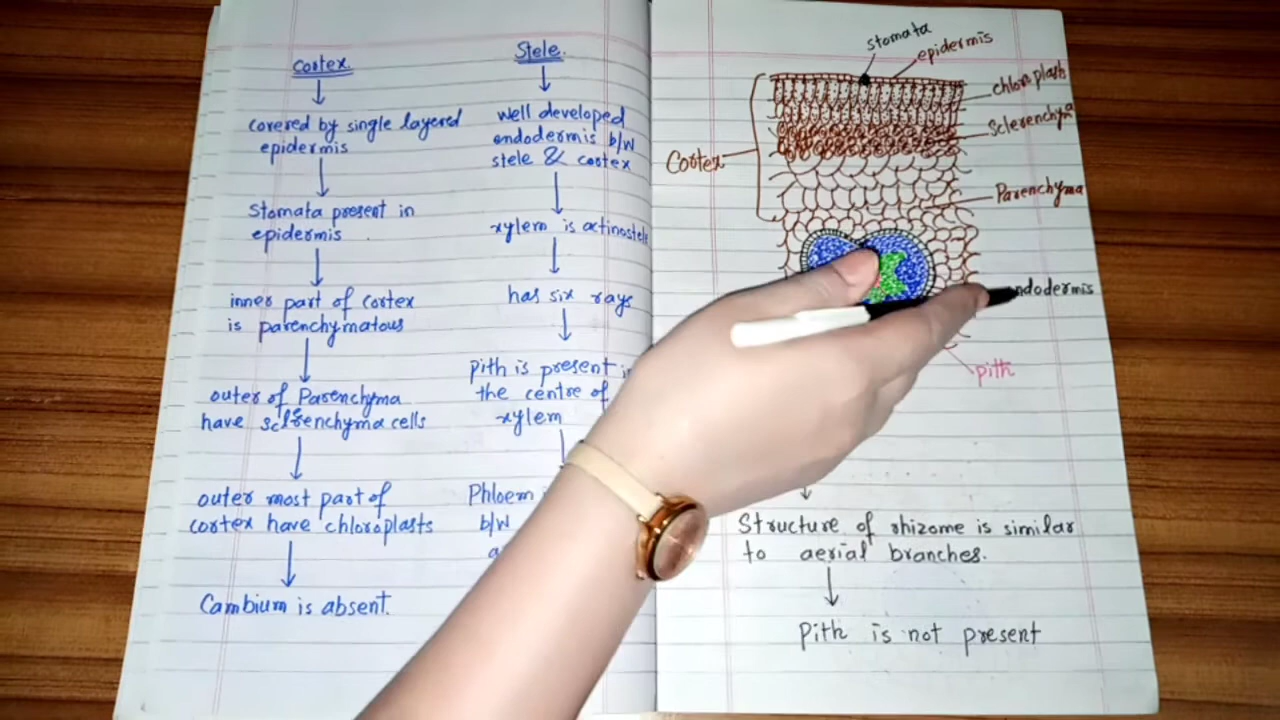 Cortex.
covered by single layered
epidermis
Stomata present in
epidermis
inner part of cortex
is parenchymatous
outer of Parenchyma
have sclerenchyma cells
outer most part of
cortex have chloroplasts
Cambium is absent.
Stele.
well developed
endodermis b/w
stele & cortex
xylem is actinostele
has six rays
pith is present
the centre of
xylem
Phloem
b/w
stomata
epidermis
chloroplasts
Sclerenchyma
Cortex
Parenchyma
endodermis
pith
Structure of rhizome is similar
to aerial branches.
Pith is not present